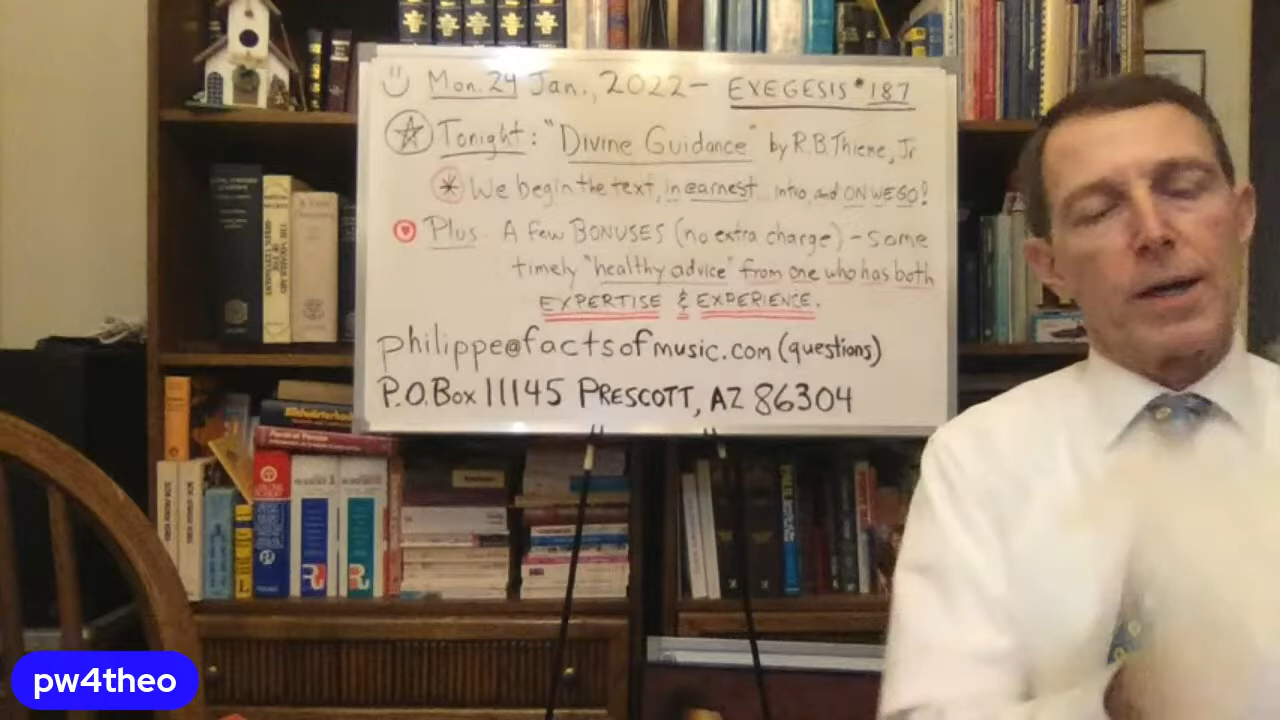 Mon. 24 Jan., 2022- EXEGESIS #187
Tonight: "Divine Guidance" by R.B. Thieme, Jr
We begin the text, in earnest... intro, and ON WE GO!
Plus - A few BONUSES (no extra charge) - some
timely "healthy advice" from one who has both
EXPERTISE & EXPERIENCE.
philippe@factsofmusic.com (questions)
P.O. Box 11145 PRESCOTT, AZ 86304
pw4theo